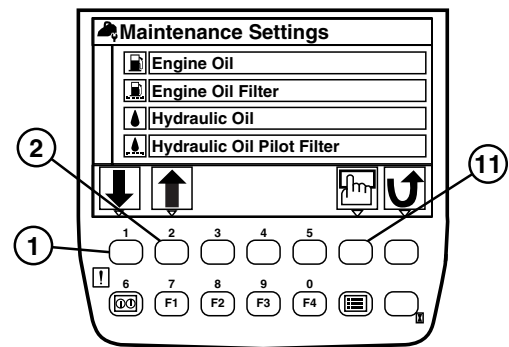 Maintenance Settings
Engine Oil
Engine Oil Filter
Hydraulic Oil
Hydraulic Oil Pilot Filter
2
11
1
1 2 3 4 5
!
6 7 8 9 0
F1 F2 F3 F4